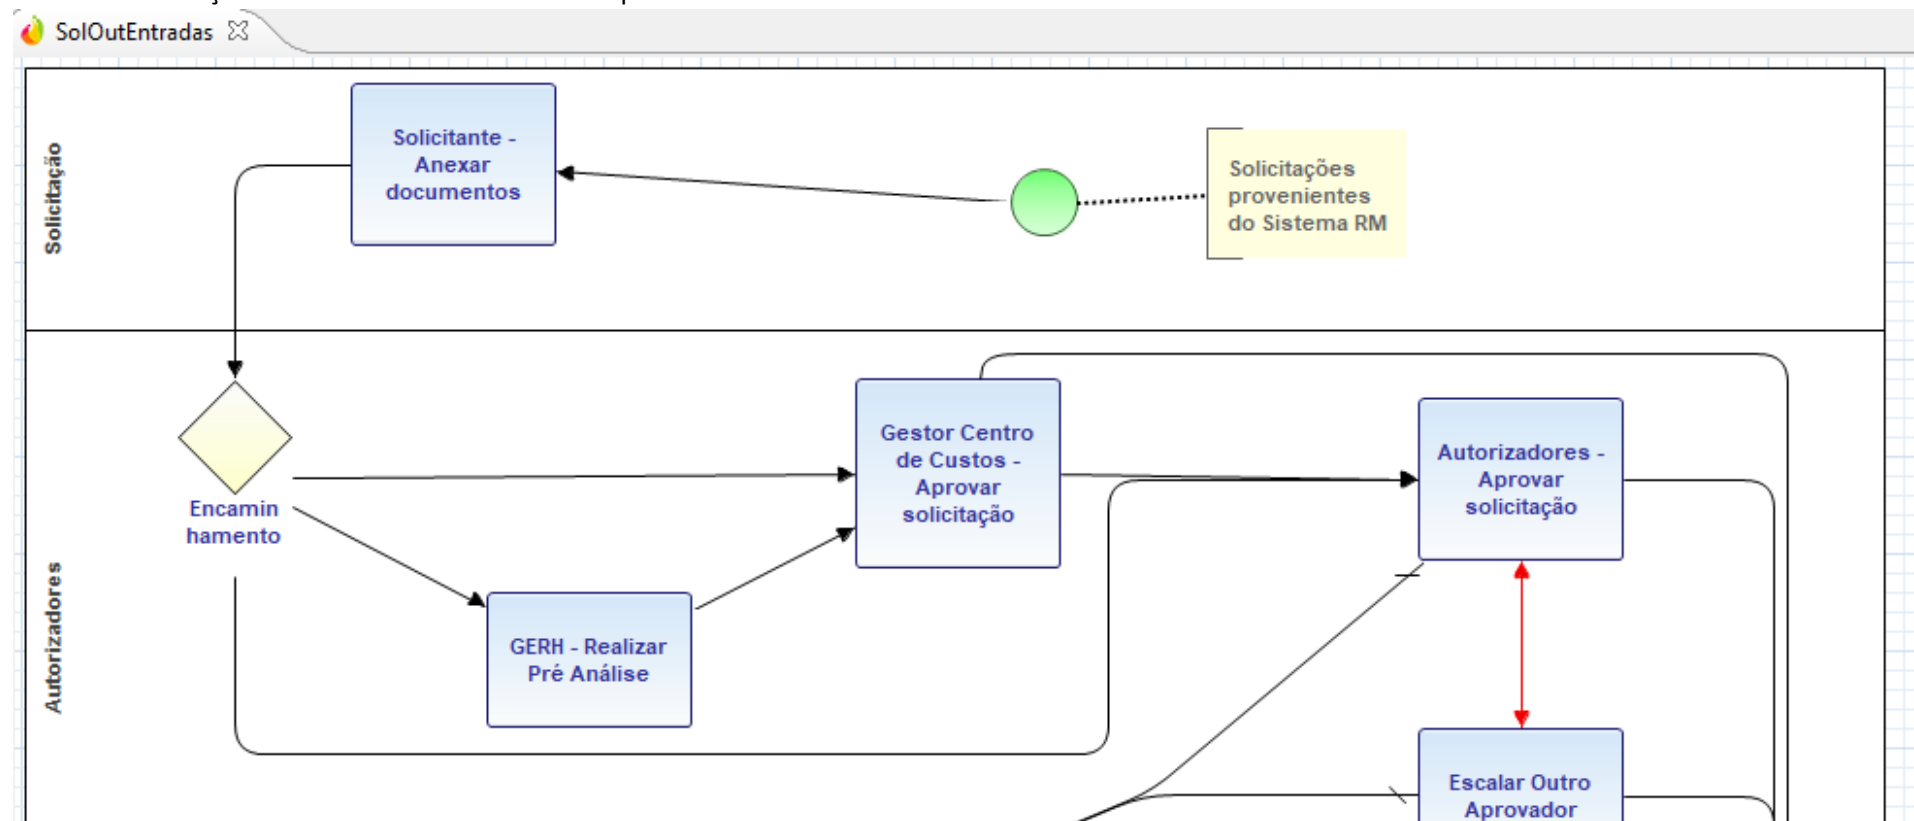 SolOutEntradas
Solicitação
Solicitante -
Anexar
documentos
Solicitações
provenientes
do Sistema RM
Autorizadores
Encamin
hamento
Gestor Centro
de Custos -
Aprovar
solicitação
Autorizadores -
Aprovar
solicitação
GERH - Realizar
Pré Análise
Escalar Outro
Aprovador